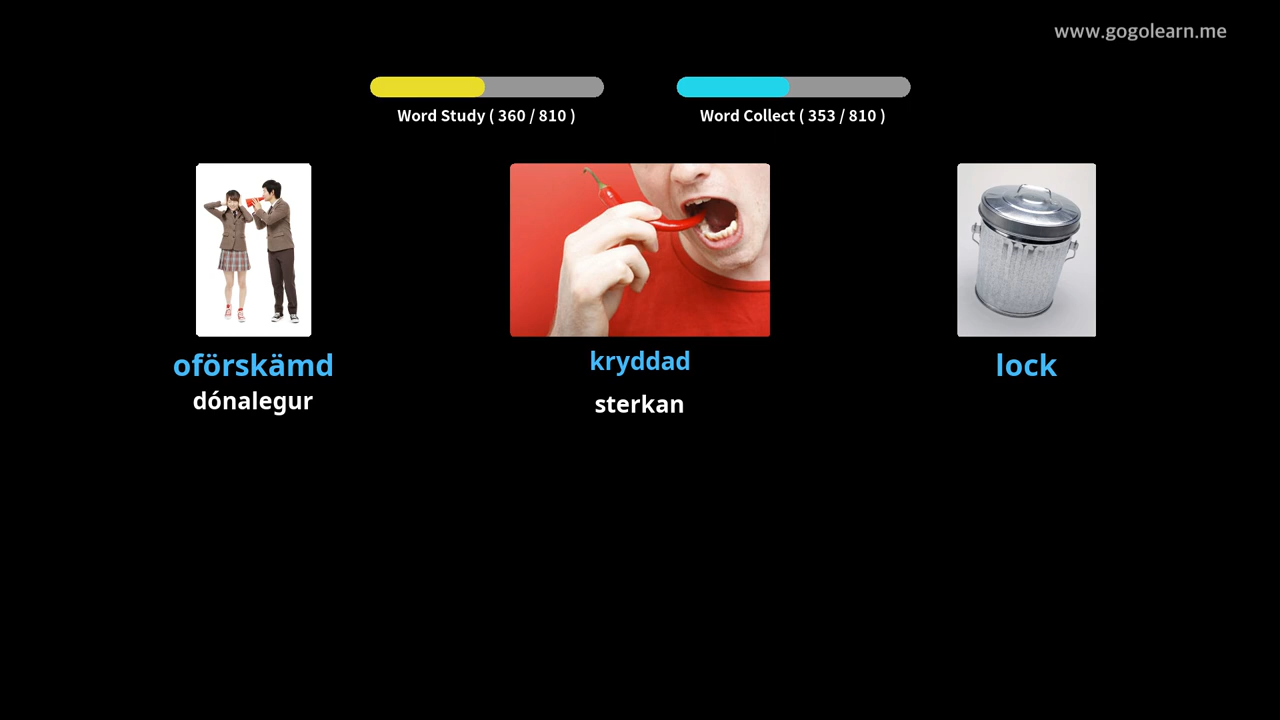 www.gogolearn.me
Word Study ( 360 / 810 )
Word Collect ( 353 / 810 )
oförskämd
dónalegur
kryddad
sterkan
lock